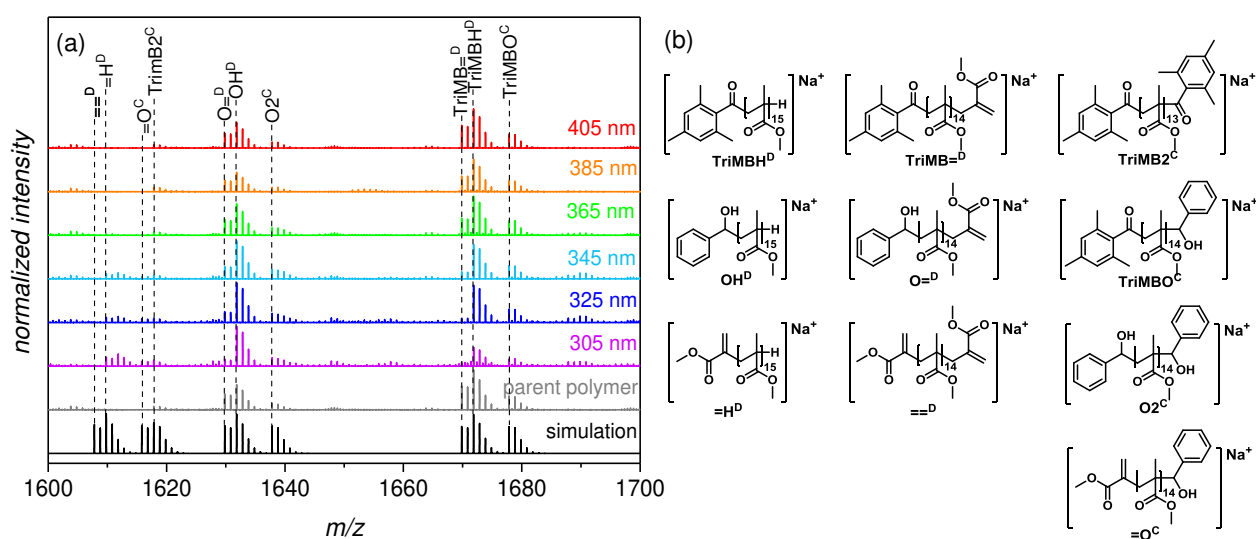 (a)
==ᴰ
=Hᴰ
=Oᶜ
TrimB2ᶜ
O=ᴰ
OHᴰ
O2ᶜ
TriMB=ᴰ
TriMBHᴰ
TriMBOᶜ
405 nm
385 nm
365 nm
345 nm
325 nm
305 nm
parent polymer
simulation
normalized intensity
1600 1620 1640 1660 1680 1700
m/z
(b)
O H 15 O O Na⁺
TriMBHᴰ
O O O 14 O O Na⁺
TriMB=ᴰ
O O 13 O O Na⁺
TriMB2ᶜ
OH H 15 O O Na⁺
OHᴰ
OH O O 14 O O Na⁺
O=ᴰ
O 14 OH O O Na⁺
TriMBOᶜ
O O H 15 O O Na⁺
=Hᴰ
O O O O 14 O O Na⁺
==ᴰ
OH 14 OH O O Na⁺
O2ᶜ
O O 14 OH O O Na⁺
=Oᶜ